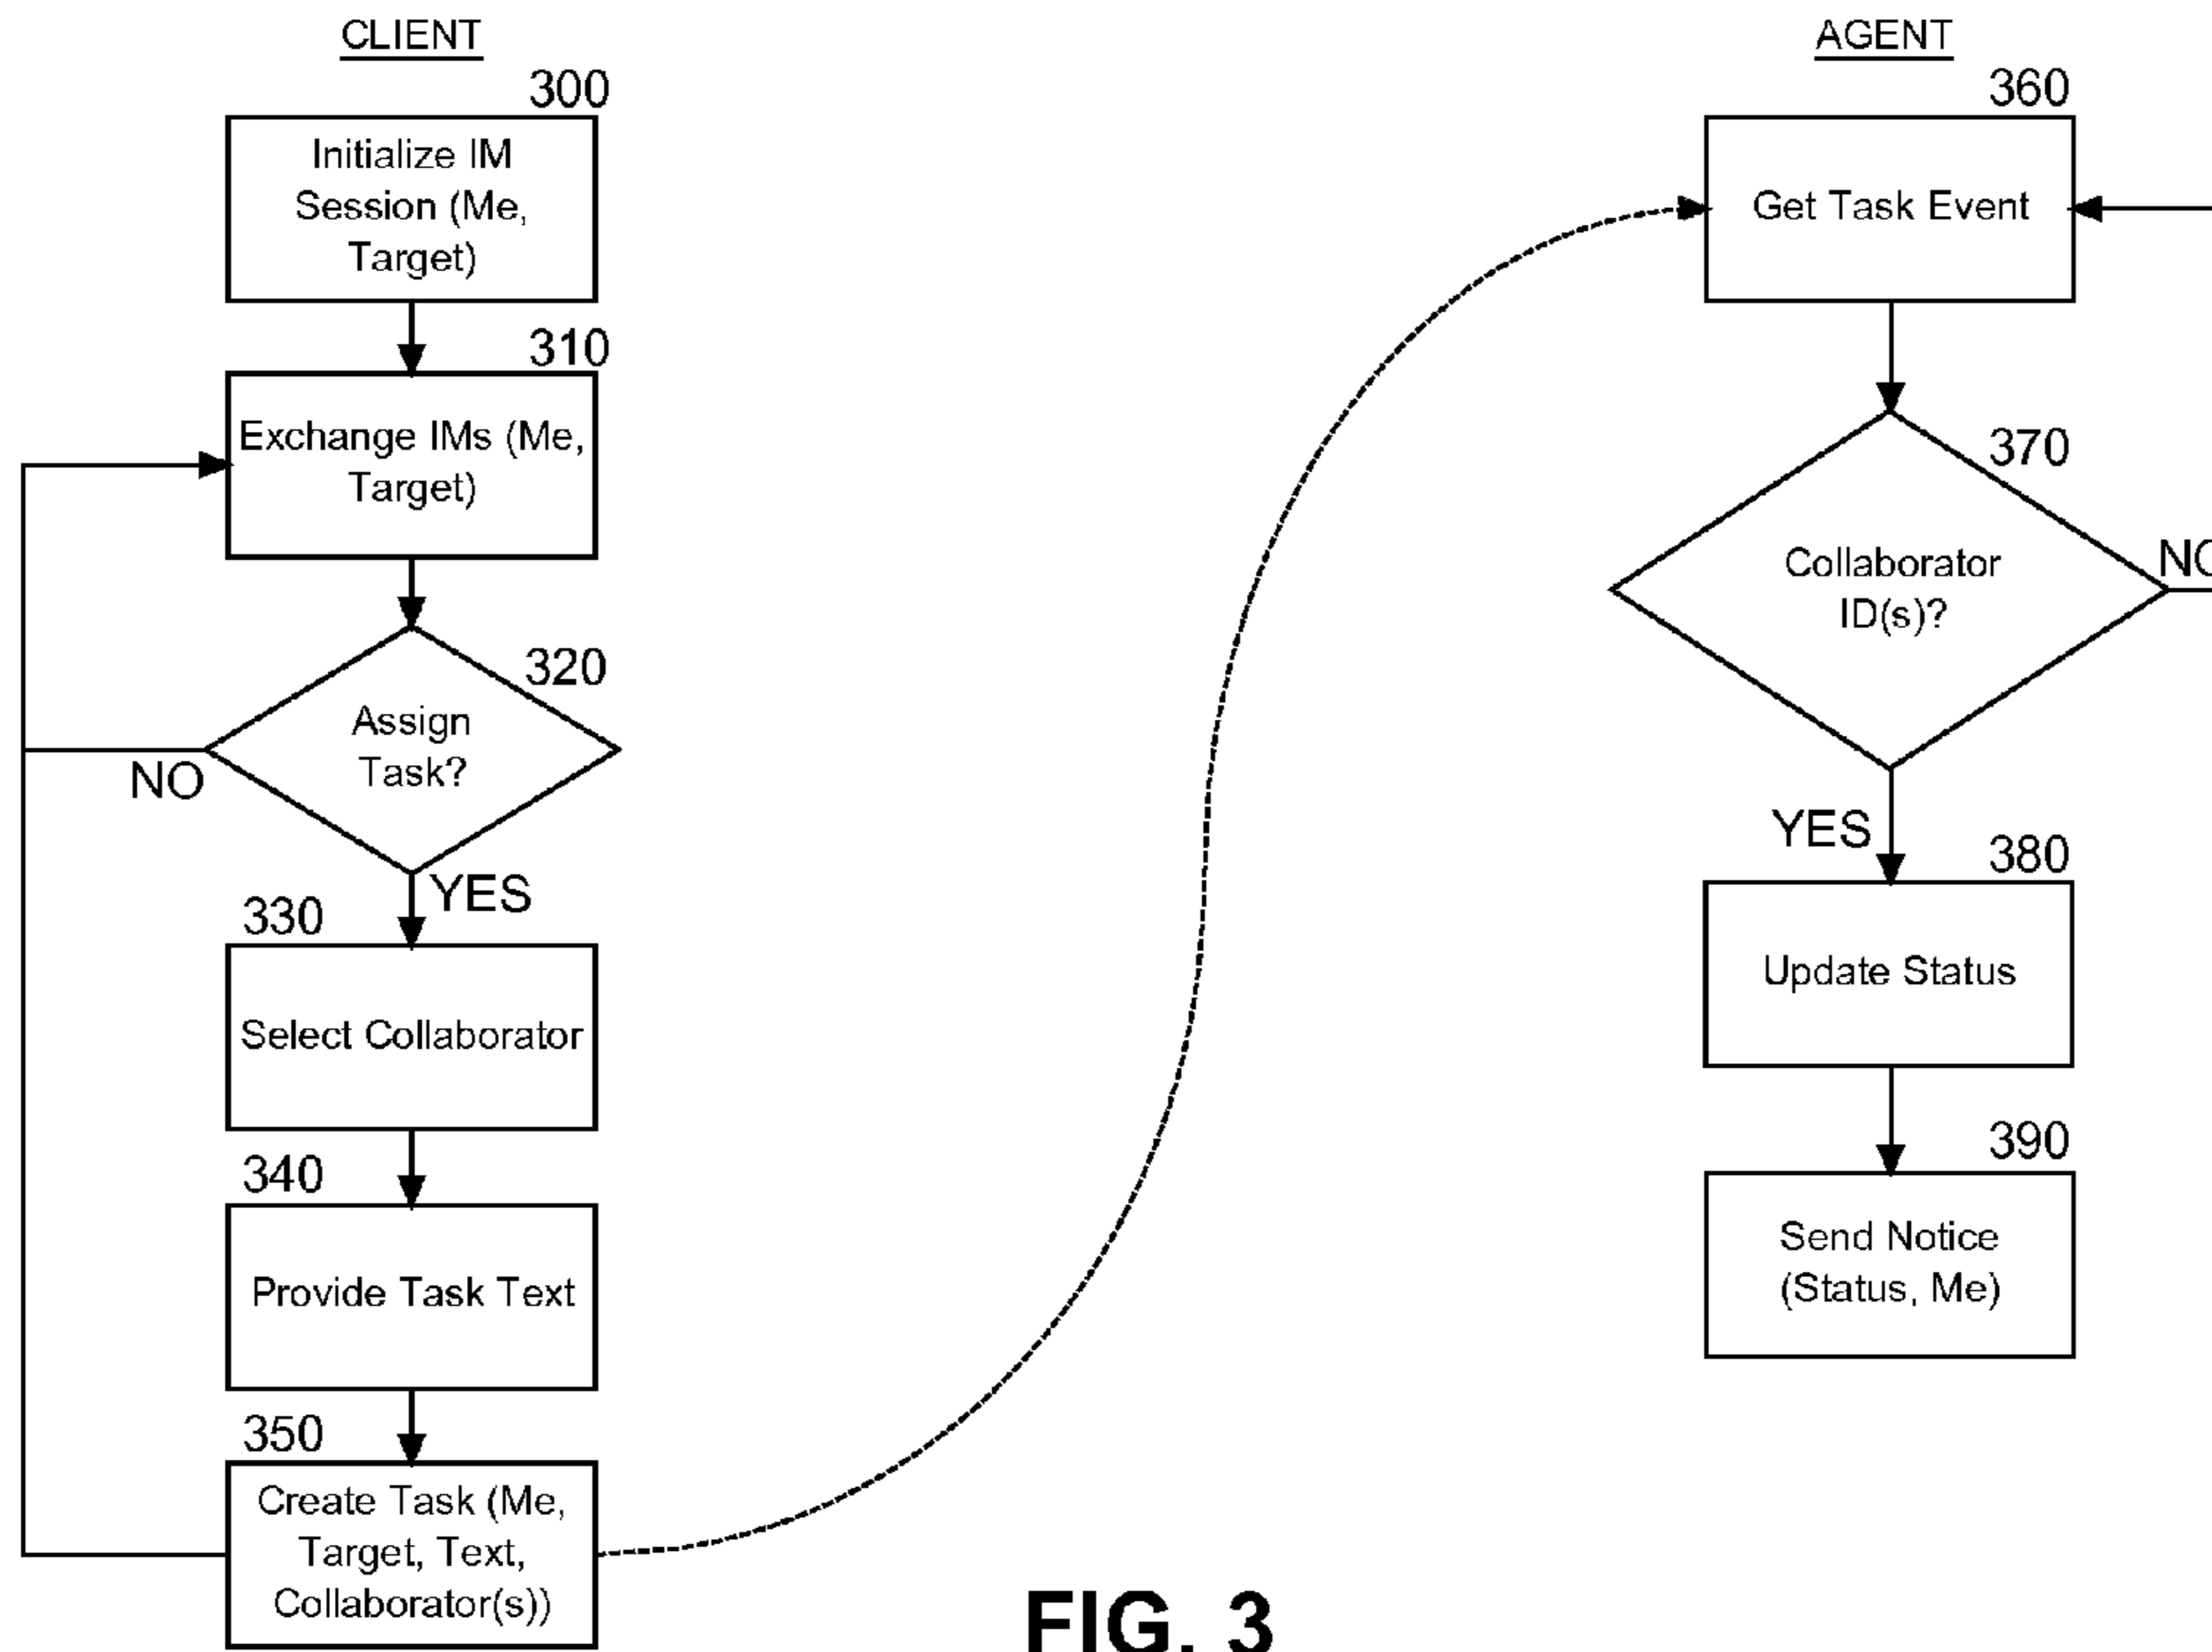 CLIENT
300
Initialize IM
Session (Me,
Target)
310
Exchange IMs (Me,
Target)
320
Assign
Task?
NO
YES
330
Select Collaborator
340
Provide Task Text
350
Create Task (Me,
Target, Text,
Collaborator(s))
AGENT
360
Get Task Event
370
Collaborator
ID(s)?
NO
YES
380
Update Status
390
Send Notice
(Status, Me)
FIG. 3